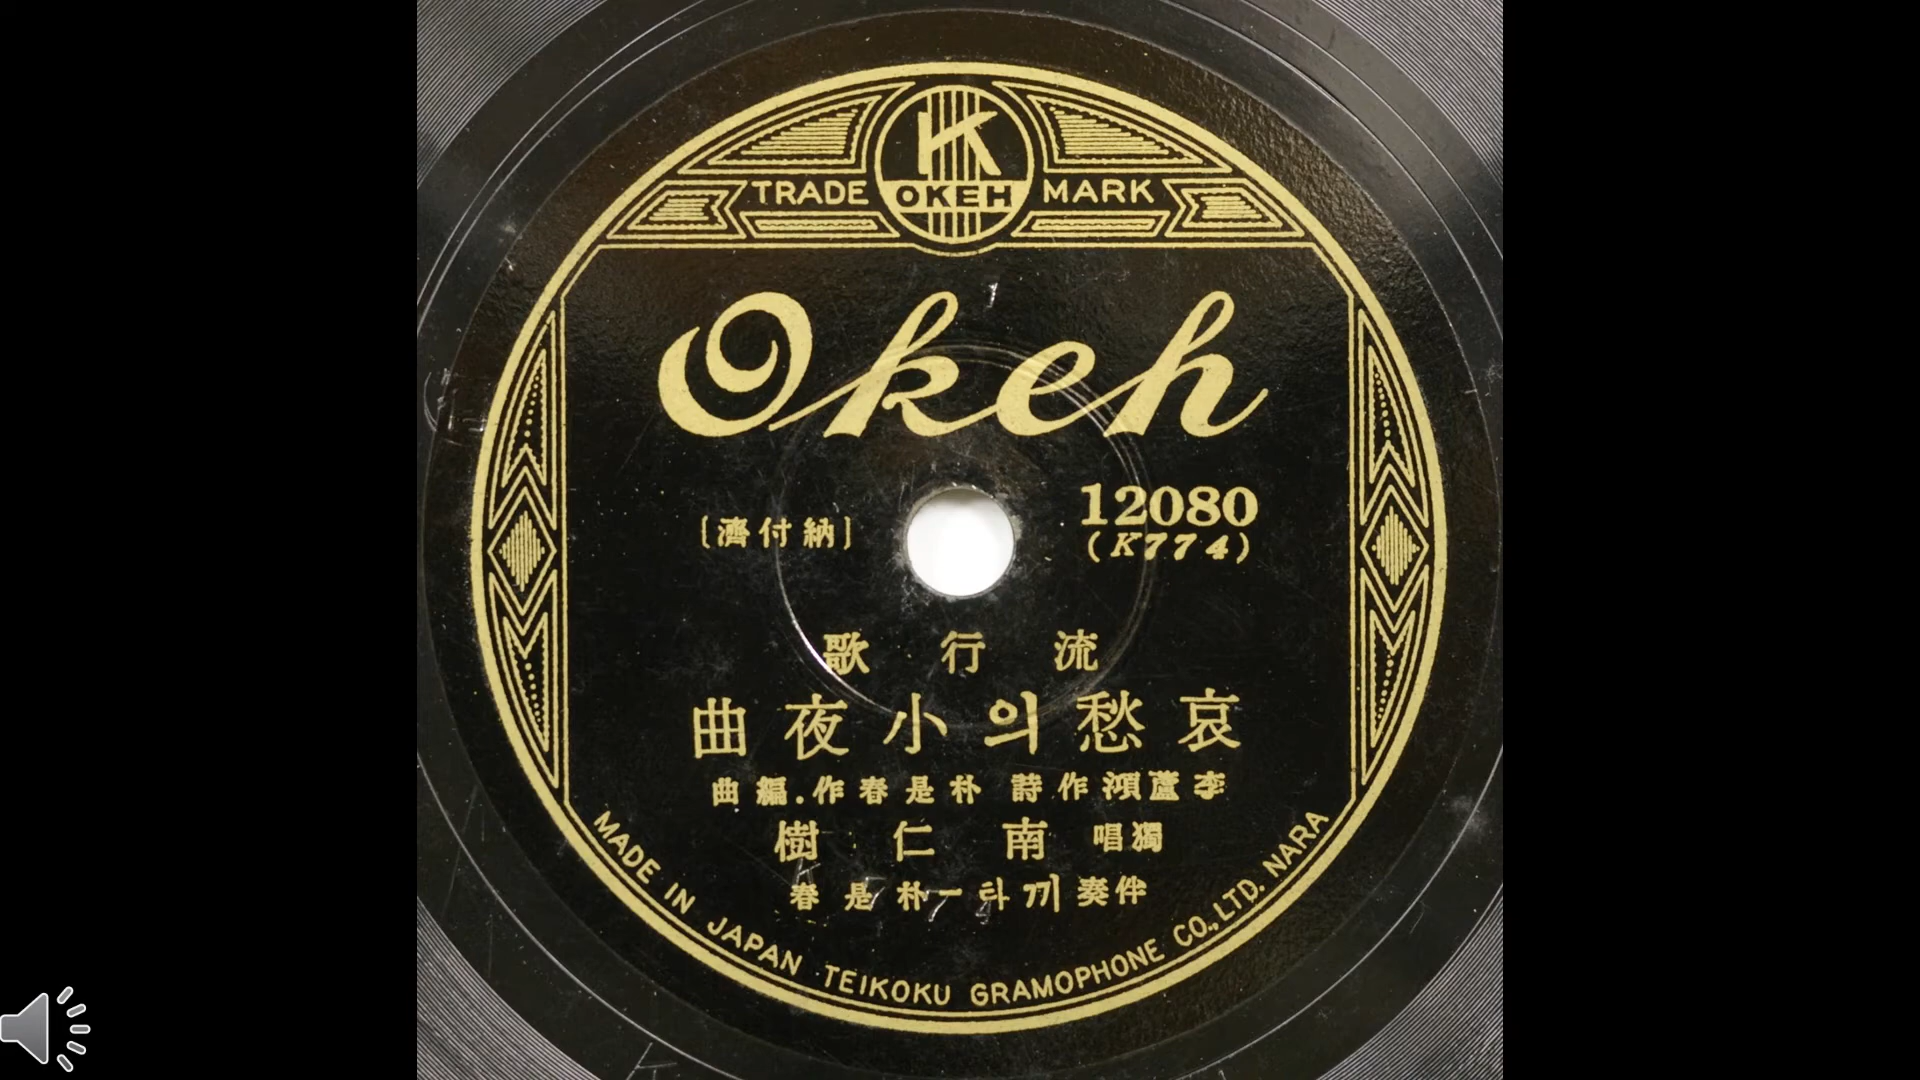 K
TRADE OKEH MARK
Okeh
12080
(K774)
[納付濟]
流行歌
哀愁의小夜曲
李蘆鴻作詩 朴是春作.編曲
獨唱 南仁樹
伴奏 끼타ー朴是春
MADE IN JAPAN TEIKOKU GRAMOPHONE CO.,LTD. NARA